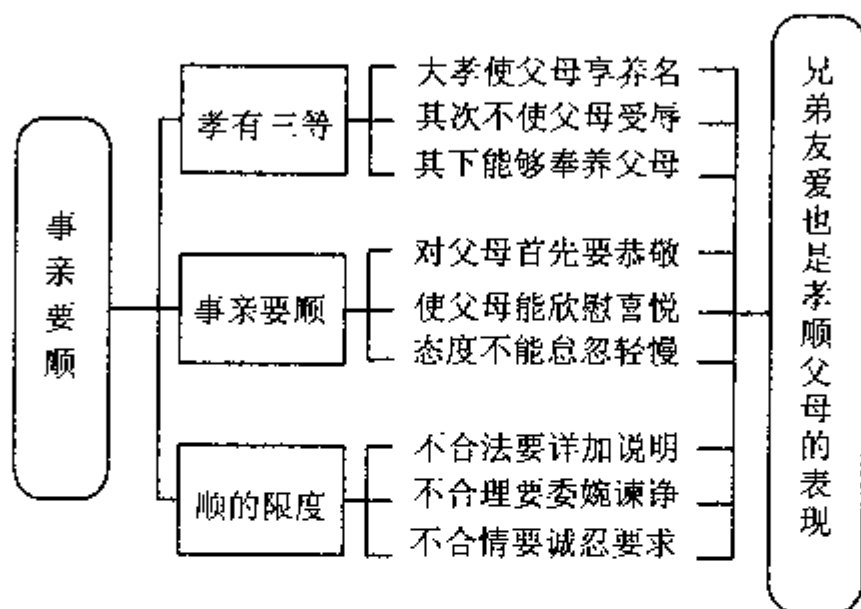 事亲要顺
孝有三等
大孝使父母享养名
其次不使父母受辱
其下能够奉养父母
事亲要顺
对父母首先要恭敬
使父母能欣慰喜悦
态度不能怠忽轻慢
顺的限度
不合法要详加说明
不合理要委婉谏诤
不合情要诚忍要求
兄弟友爱也是孝顺父母的表现